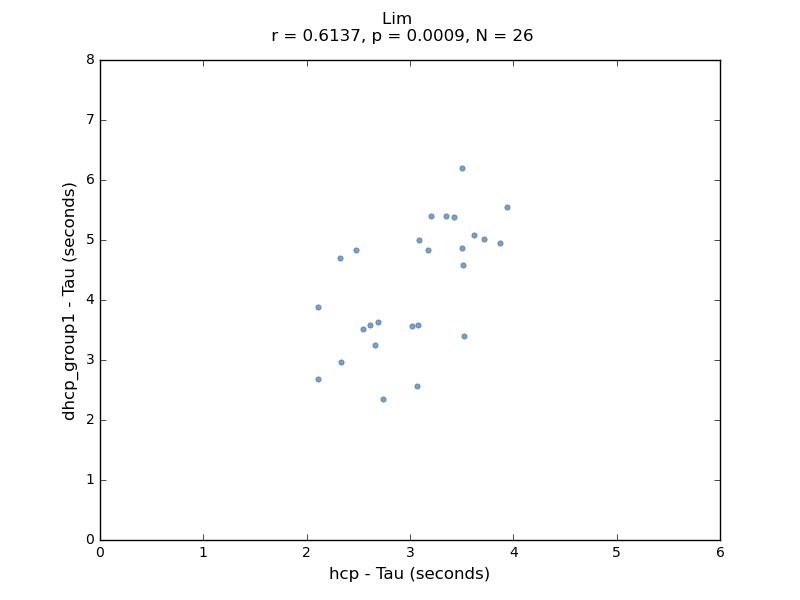 Lim
r = 0.6137, p = 0.0009, N = 26
8
7
6
5
4
3
2
1
0
dhcp_group1 - Tau (seconds)
0 1 2 3 4 5 6
hcp - Tau (seconds)